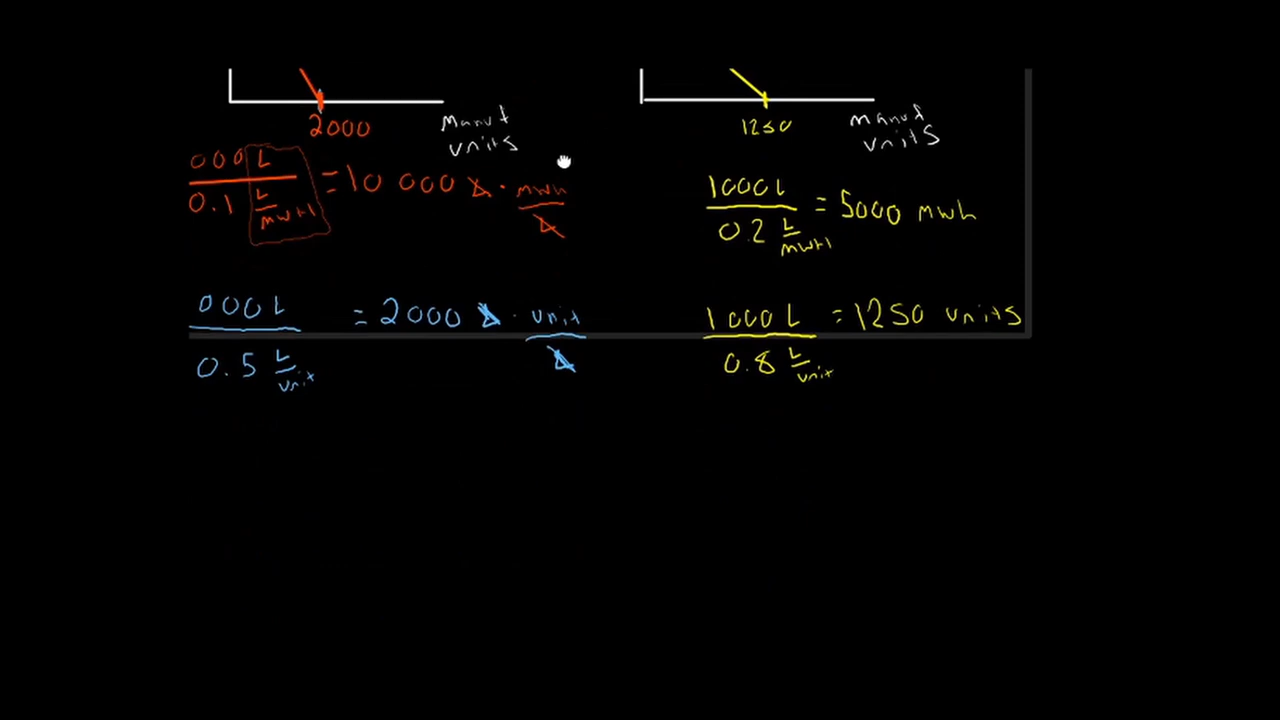 2000
Manuf
units
1250
Manuf
units
000 L
0.1 L/MWH
= 10 000 L · MWh/L
1000 L
0.2 L/MWH
= 5000 MWh
000 L
0.5 L/unit
= 2000 L · unit/L
1000 L
0.8 L/unit
= 1250 units